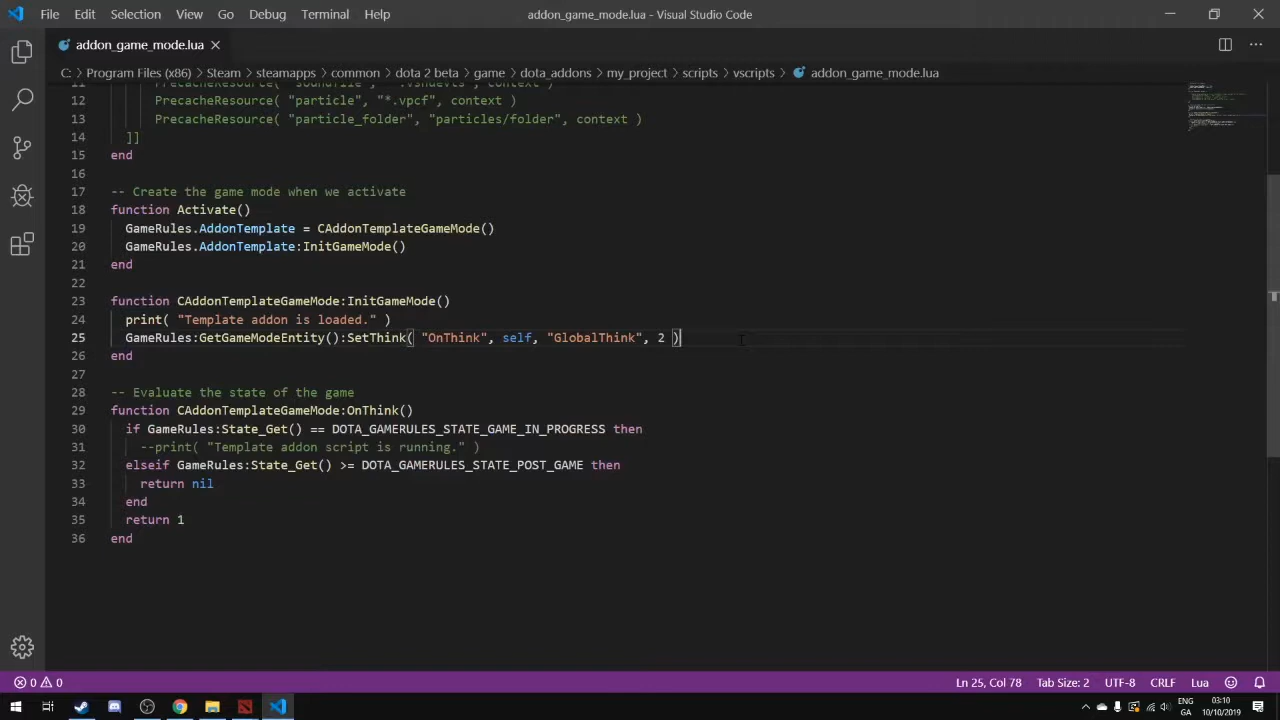 File Edit Selection View Go Debug Terminal Help addon_game_mode.lua - Visual Studio Code
addon_game_mode.lua
C: > Program Files (x86) > Steam > steamapps > common > dota 2 beta > game > dota_addons > my_project > scripts > vscripts > addon_game_mode.lua
12 PrecacheResource( "particle", "*.vpcf", context )
13 PrecacheResource( "particle_folder", "particles/folder", context )
14 ]]
15 end
16
17 -- Create the game mode when we activate
18 function Activate()
19 GameRules.AddonTemplate = CAddonTemplateGameMode()
20 GameRules.AddonTemplate:InitGameMode()
21 end
22
23 function CAddonTemplateGameMode:InitGameMode()
24 print( "Template addon is loaded." )
25 GameRules:GetGameModeEntity():SetThink( "OnThink", self, "GlobalThink", 2 )
26 end
27
28 -- Evaluate the state of the game
29 function CAddonTemplateGameMode:OnThink()
30 if GameRules:State_Get() == DOTA_GAMERULES_STATE_GAME_IN_PROGRESS then
31 --print( "Template addon script is running." )
32 elseif GameRules:State_Get() >= DOTA_GAMERULES_STATE_POST_GAME then
33 return nil
34 end
35 return 1
36 end
0 0 Ln 25, Col 78 Tab Size: 2 UTF-8 CRLF Lua
ENG 03:10
GA 10/10/2019